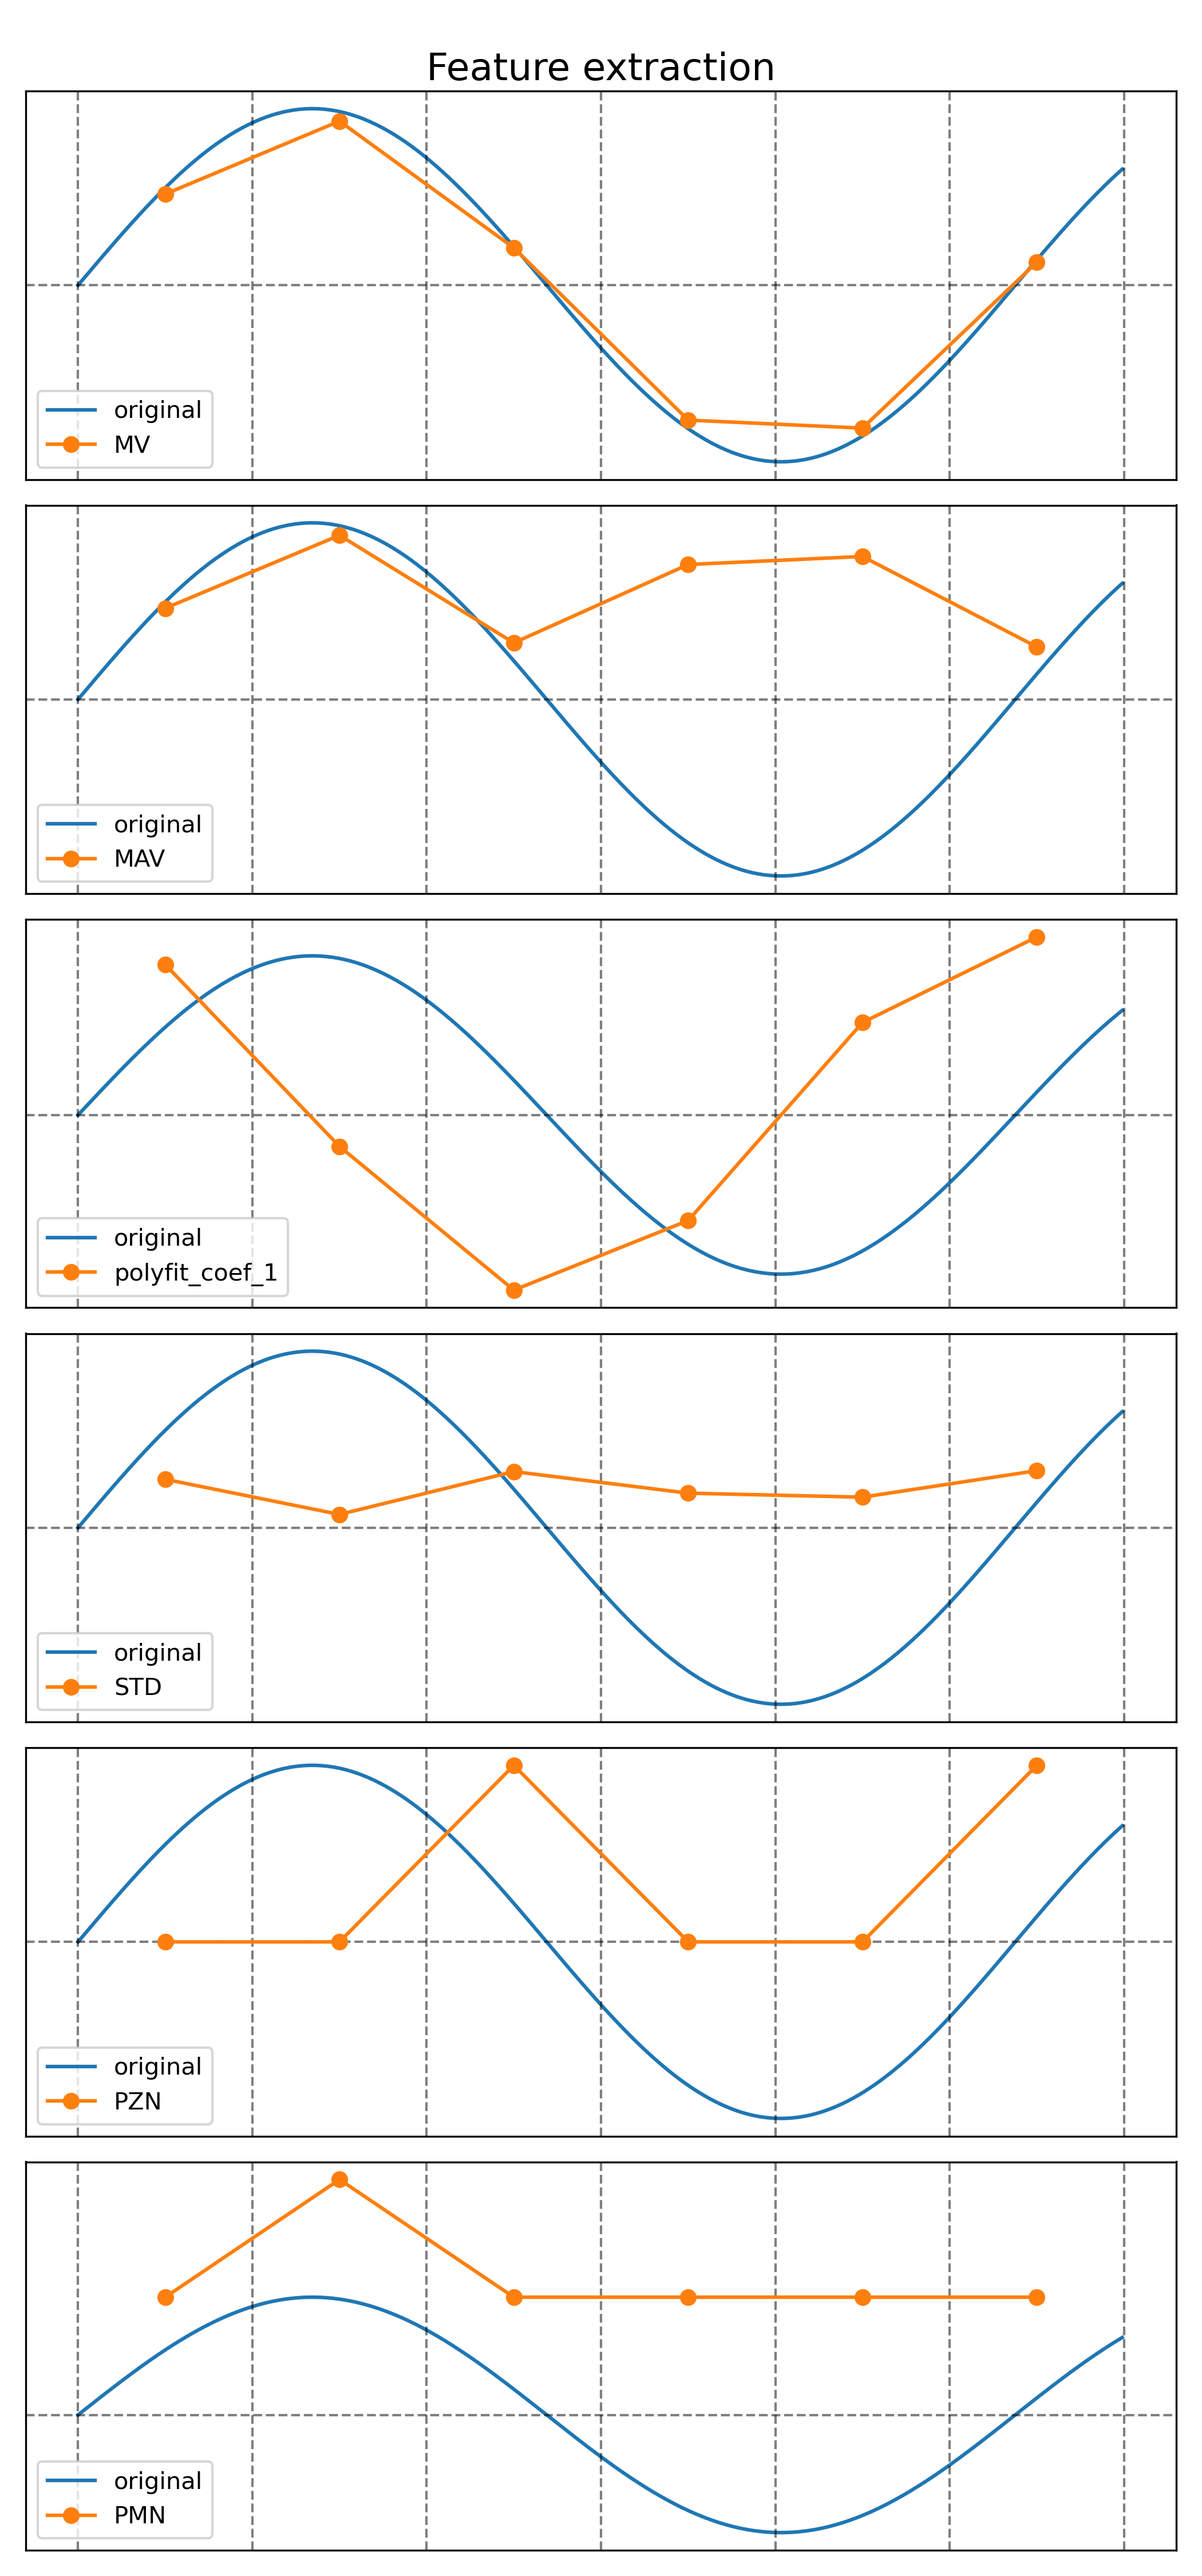 Feature extraction
original
MV
original
MAV
original
polyfit_coef_1
original
STD
original
PZN
original
PMN